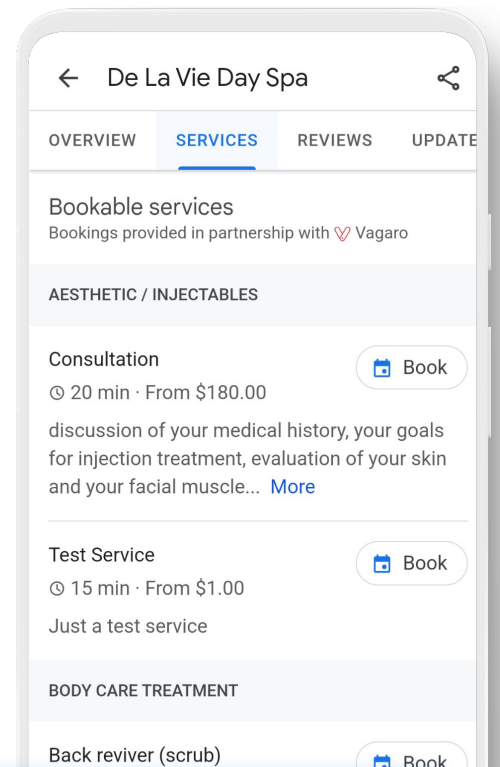 De La Vie Day Spa
OVERVIEW SERVICES REVIEWS UPDATE
Bookable services
Bookings provided in partnership with Vagaro
AESTHETIC / INJECTABLES
Consultation
Book
20 min · From $180.00
discussion of your medical history, your goals
for injection treatment, evaluation of your skin
and your facial muscle... More
Test Service
Book
15 min · From $1.00
Just a test service
BODY CARE TREATMENT
Back reviver (scrub)
Book